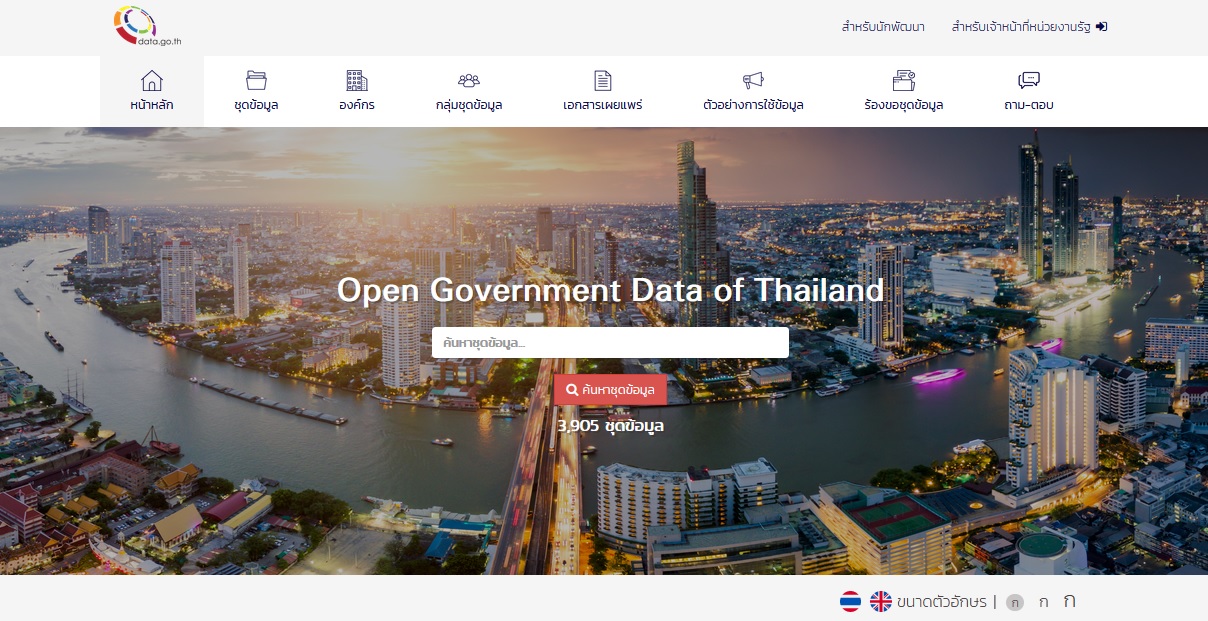 data.go.th
สำหรับนักพัฒนา
สำหรับเจ้าหน้าที่หน่วยงานรัฐ
หน้าหลัก
ชุดข้อมูล
องค์กร
กลุ่มชุดข้อมูล
เอกสารเผยแพร่
ตัวอย่างการใช้ข้อมูล
ร้องขอชุดข้อมูล
ถาม-ตอบ
Open Government Data of Thailand
ค้นหาชุดข้อมูล...
ค้นหาชุดข้อมูล
3,905 ชุดข้อมูล
ขนาดตัวอักษร | ก ก ก